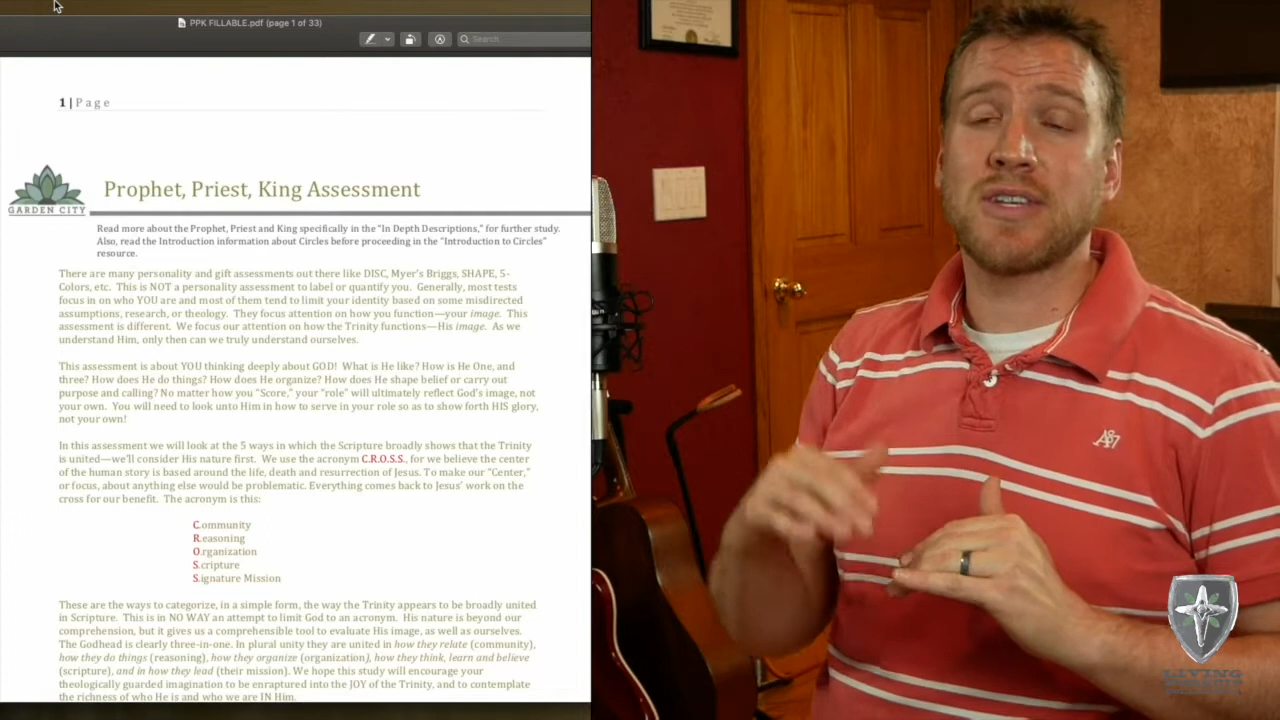 PPK FILLABLE.pdf (page 1 of 33)
Search
1 | Page
GARDEN CITY
Prophet, Priest, King Assessment
Read more about the Prophet, Priest and King specifically in the "In Depth Descriptions," for further study.
Also, read the Introduction information about Circles before proceeding in the "Introduction to Circles"
resource.
There are many personality and gift assessments out there like DISC, Myer's Briggs, SHAPE, 5-
Colors, etc. This is NOT a personality assessment to label or quantify you. Generally, most tests
focus in on who YOU are and most of them tend to limit your identity based on some misdirected
assumptions, research, or theology. They focus attention on how you function—your image. This
assessment is different. We focus our attention on how the Trinity functions—His image. As we
understand Him, only then can we truly understand ourselves.
This assessment is about YOU thinking deeply about GOD! What is He like? How is He One, and
three? How does He do things? How does He organize? How does He shape belief or carry out
purpose and calling? No matter how you "Score," your "role" will ultimately reflect God's image, not
your own. You will need to look unto Him in how to serve in your role so as to show forth HIS glory,
not your own!
In this assessment we will look at the 5 ways in which the Scripture broadly shows that the Trinity
is united—we'll consider His nature first. We use the acronym C.R.O.S.S., for we believe the center
of the human story is based around the life, death and resurrection of Jesus. To make our "Center,"
or focus, about anything else would be problematic. Everything comes back to Jesus' work on the
cross for our benefit. The acronym is this:
C.ommunity
R.easoning
O.rganization
S.cripture
S.ignature Mission
These are the ways to categorize, in a simple form, the way the Trinity appears to be broadly united
in Scripture. This is in NO WAY an attempt to limit God to an acronym. His nature is beyond our
comprehension, but it gives us a comprehensible tool to evaluate His image, as well as ourselves.
The Godhead is clearly three-in-one. In plural unity they are united in how they relate (community),
how they do things (reasoning), how they organize (organization), how they think, learn and believe
(scripture), and in how they lead (their mission). We hope this study will encourage your
theologically guarded imagination to be enraptured into the JOY of the Trinity, and to contemplate
the richness of who He is and who we are IN Him.
A87
LIVING